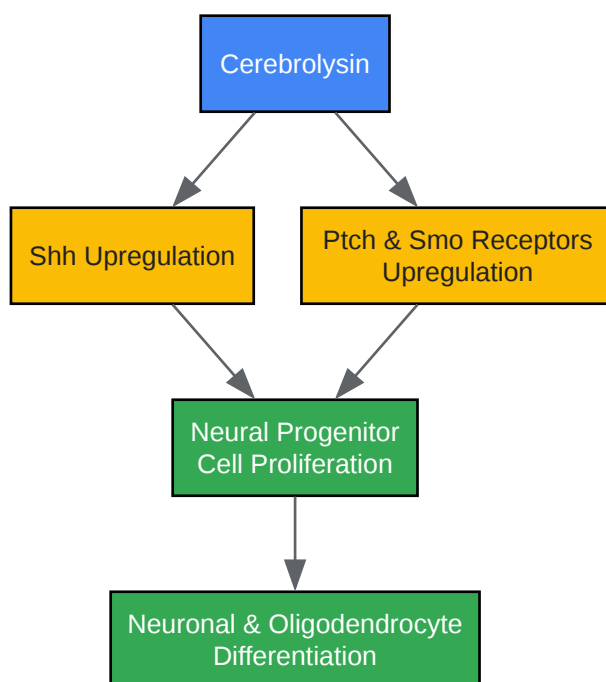 Cerebrolysin
Shh Upregulation
Ptch & Smo Receptors
Upregulation
Neural Progenitor
Cell Proliferation
Neuronal & Oligodendrocyte
Differentiation